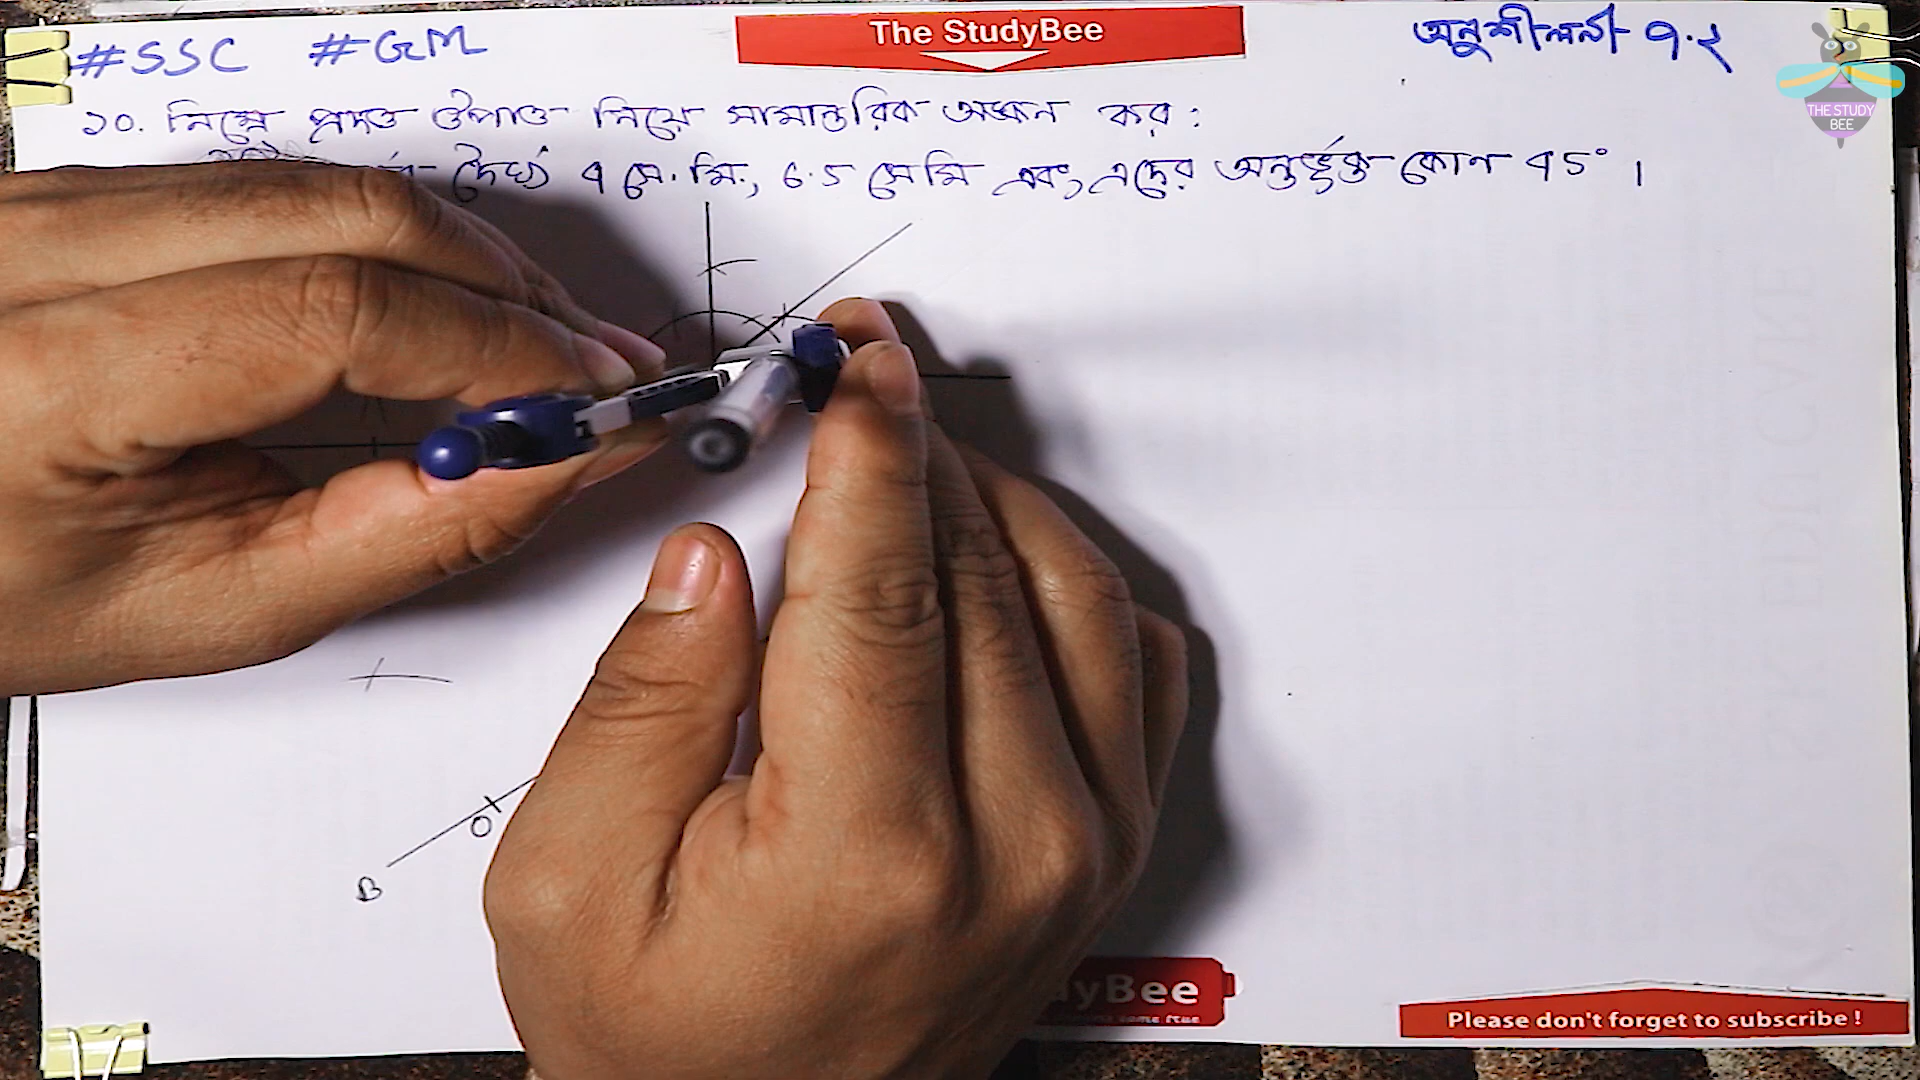 The StudyBee
#SSC #GM
অনুশীলনী- ৭.২
THE STUDY
BEE
১০. নিম্নে প্রদত্ত উপাত্ত নিয়ে সামান্তরিক অঙ্কন কর:
দৈর্ঘ্য ৭ সে.মি., ৬.৫ সেমি এবং এদের অন্তর্ভুক্ত কোন ৭৫° ।
O
B
dyBee
Please don't forget to subscribe !